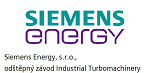 SIEMENS
energy
Siemens Energy, s.r.o.,
odštěpný závod Industrial Turbomachinery